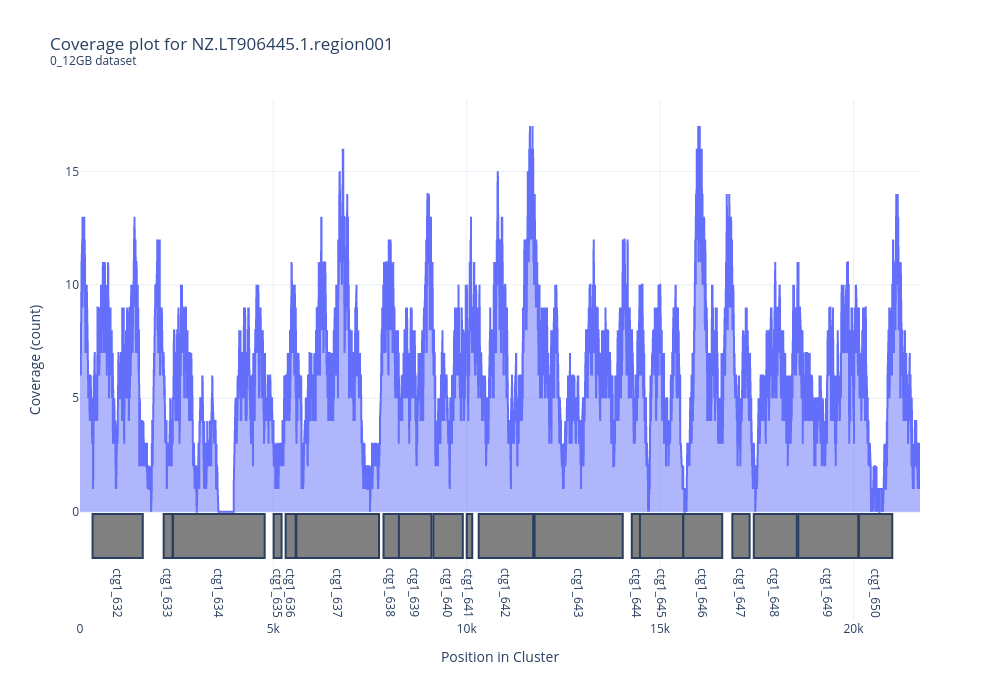 Coverage plot for NZ.LT906445.1.region001
0_12GB dataset
Coverage (count)
15
10
5
0
ctg1_632
ctg1_633
ctg1_634
ctg1_635
ctg1_636
ctg1_637
ctg1_638
ctg1_639
ctg1_640
ctg1_641
ctg1_642
ctg1_643
ctg1_644
ctg1_645
ctg1_646
ctg1_647
ctg1_648
ctg1_649
ctg1_650
0 5k 10k 15k 20k
Position in Cluster